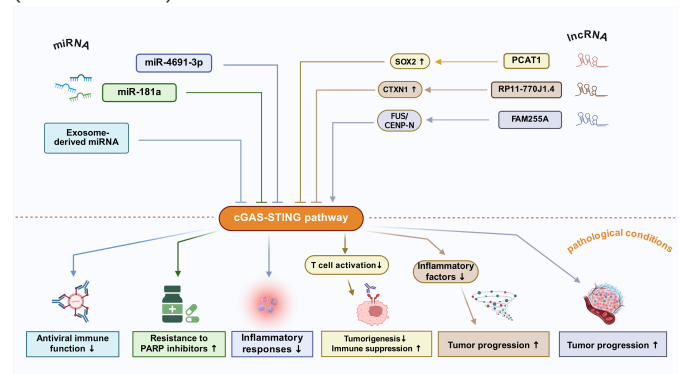 miRNA
lncRNA
miR-4691-3p
SOX2 ↑
PCAT1
miR-181a
CTXN1 ↑
RP11-770J1.4
Exosome-
derived miRNA
FUS/
CENP-N
FAM255A
cGAS-STING pathway
pathological conditions
T cell activation↓
Inflammatory
factors ↓
Antiviral immune
function ↓
Resistance to
PARP inhibitors ↑
Inflammatory
responses ↓
Tumorigenesis↓
Immune suppression ↑
Tumor progression ↑
Tumor progression ↑